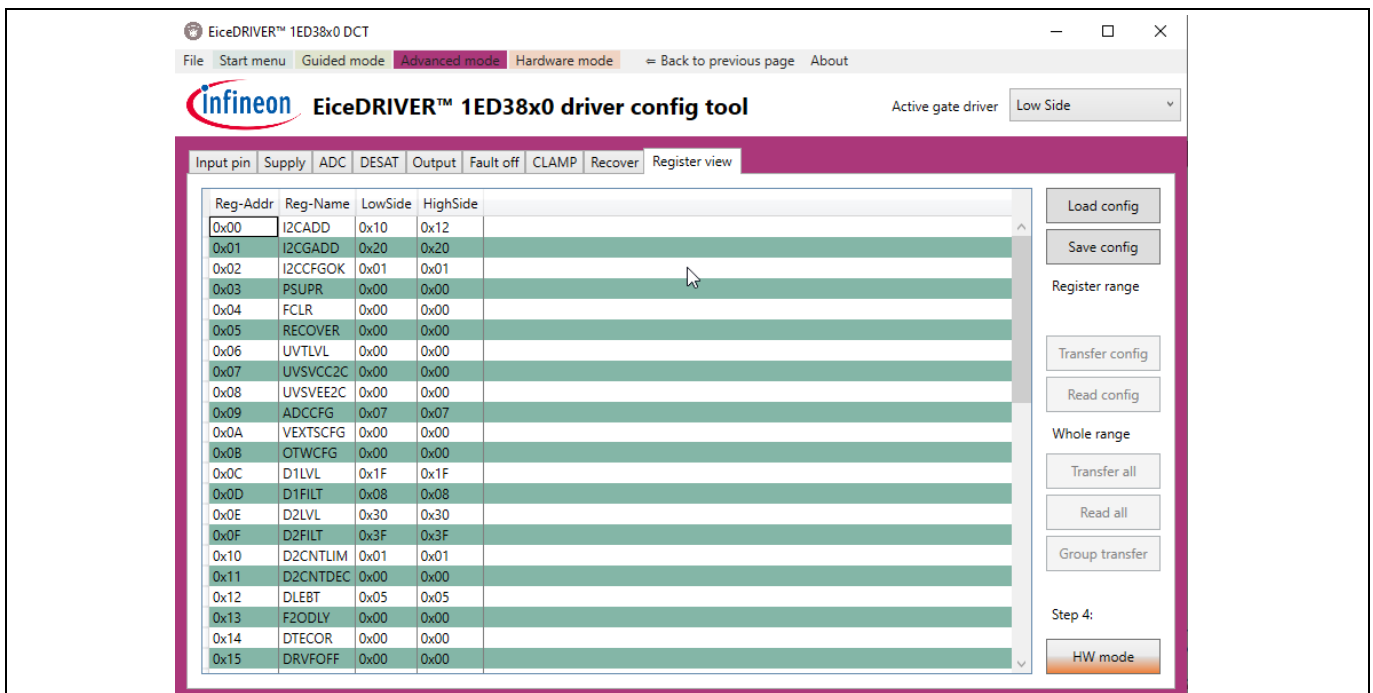 EiceDRIVER™ 1ED38x0 DCT
File Start menu Guided mode Advanced mode Hardware mode ⇐ Back to previous page About
infineon EiceDRIVER™ 1ED38x0 driver config tool Active gate driver Low Side
Input pin Supply ADC DESAT Output Fault off CLAMP Recover Register view
Reg-Addr Reg-Name LowSide HighSide
0x00 I2CADD 0x10 0x12
0x01 I2CGADD 0x20 0x20
0x02 I2CCFGOK 0x01 0x01
0x03 PSUPR 0x00 0x00
0x04 FCLR 0x00 0x00
0x05 RECOVER 0x00 0x00
0x06 UVTLVL 0x00 0x00
0x07 UVSVCC2C 0x00 0x00
0x08 UVSVEE2C 0x00 0x00
0x09 ADCCFG 0x07 0x07
0x0A VEXTSCFG 0x00 0x00
0x0B OTWCFG 0x00 0x00
0x0C D1LVL 0x1F 0x1F
0x0D D1FILT 0x08 0x08
0x0E D2LVL 0x30 0x30
0x0F D2FILT 0x3F 0x3F
0x10 D2CNTLIM 0x01 0x01
0x11 D2CNTDEC 0x00 0x00
0x12 DLEBT 0x05 0x05
0x13 F2ODLY 0x00 0x00
0x14 DTECOR 0x00 0x00
0x15 DRVFOFF 0x00 0x00
Load config
Save config
Register range
Transfer config
Read config
Whole range
Transfer all
Read all
Group transfer
Step 4:
HW mode